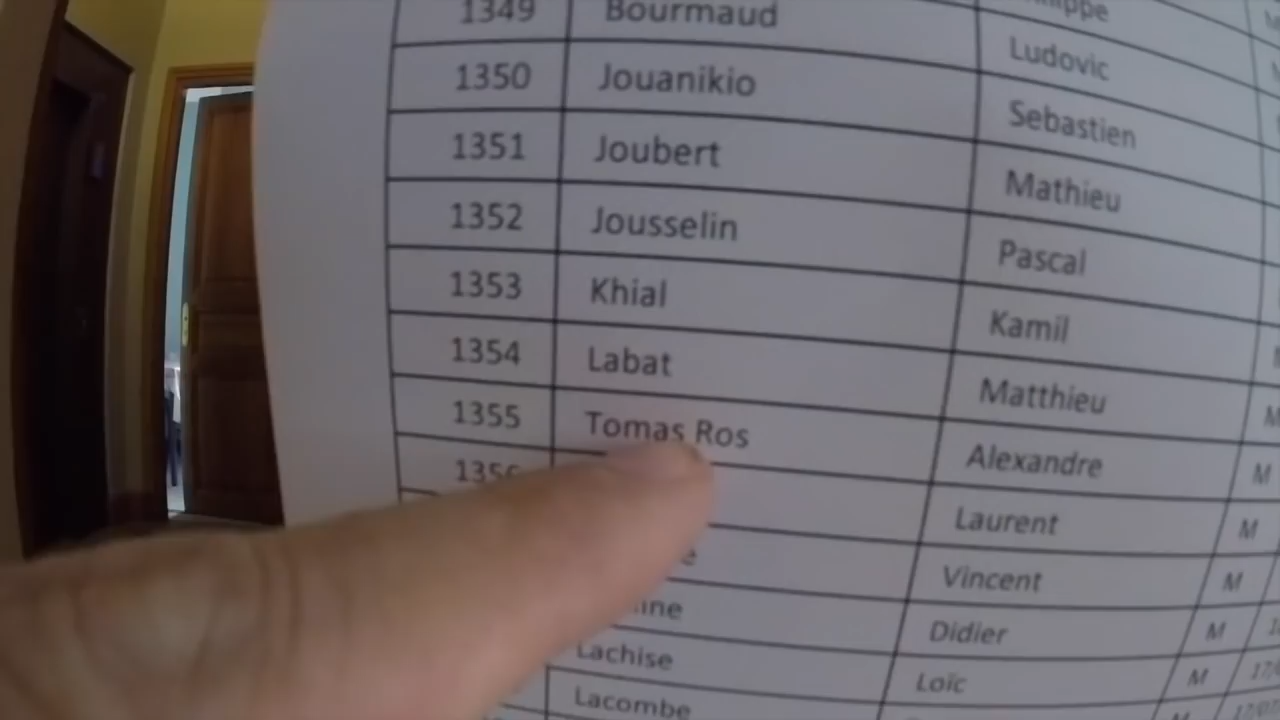 1349 Bourmaud Ludovic
1350 Jouanikio Sebastien
1351 Joubert Mathieu
1352 Jousselin Pascal
1353 Khial Kamil
1354 Labat Matthieu M
1355 Tomas Ros Alexandre M
Laurent M
Vincent M
Didier M
Lachise Loïc M
Lacombe